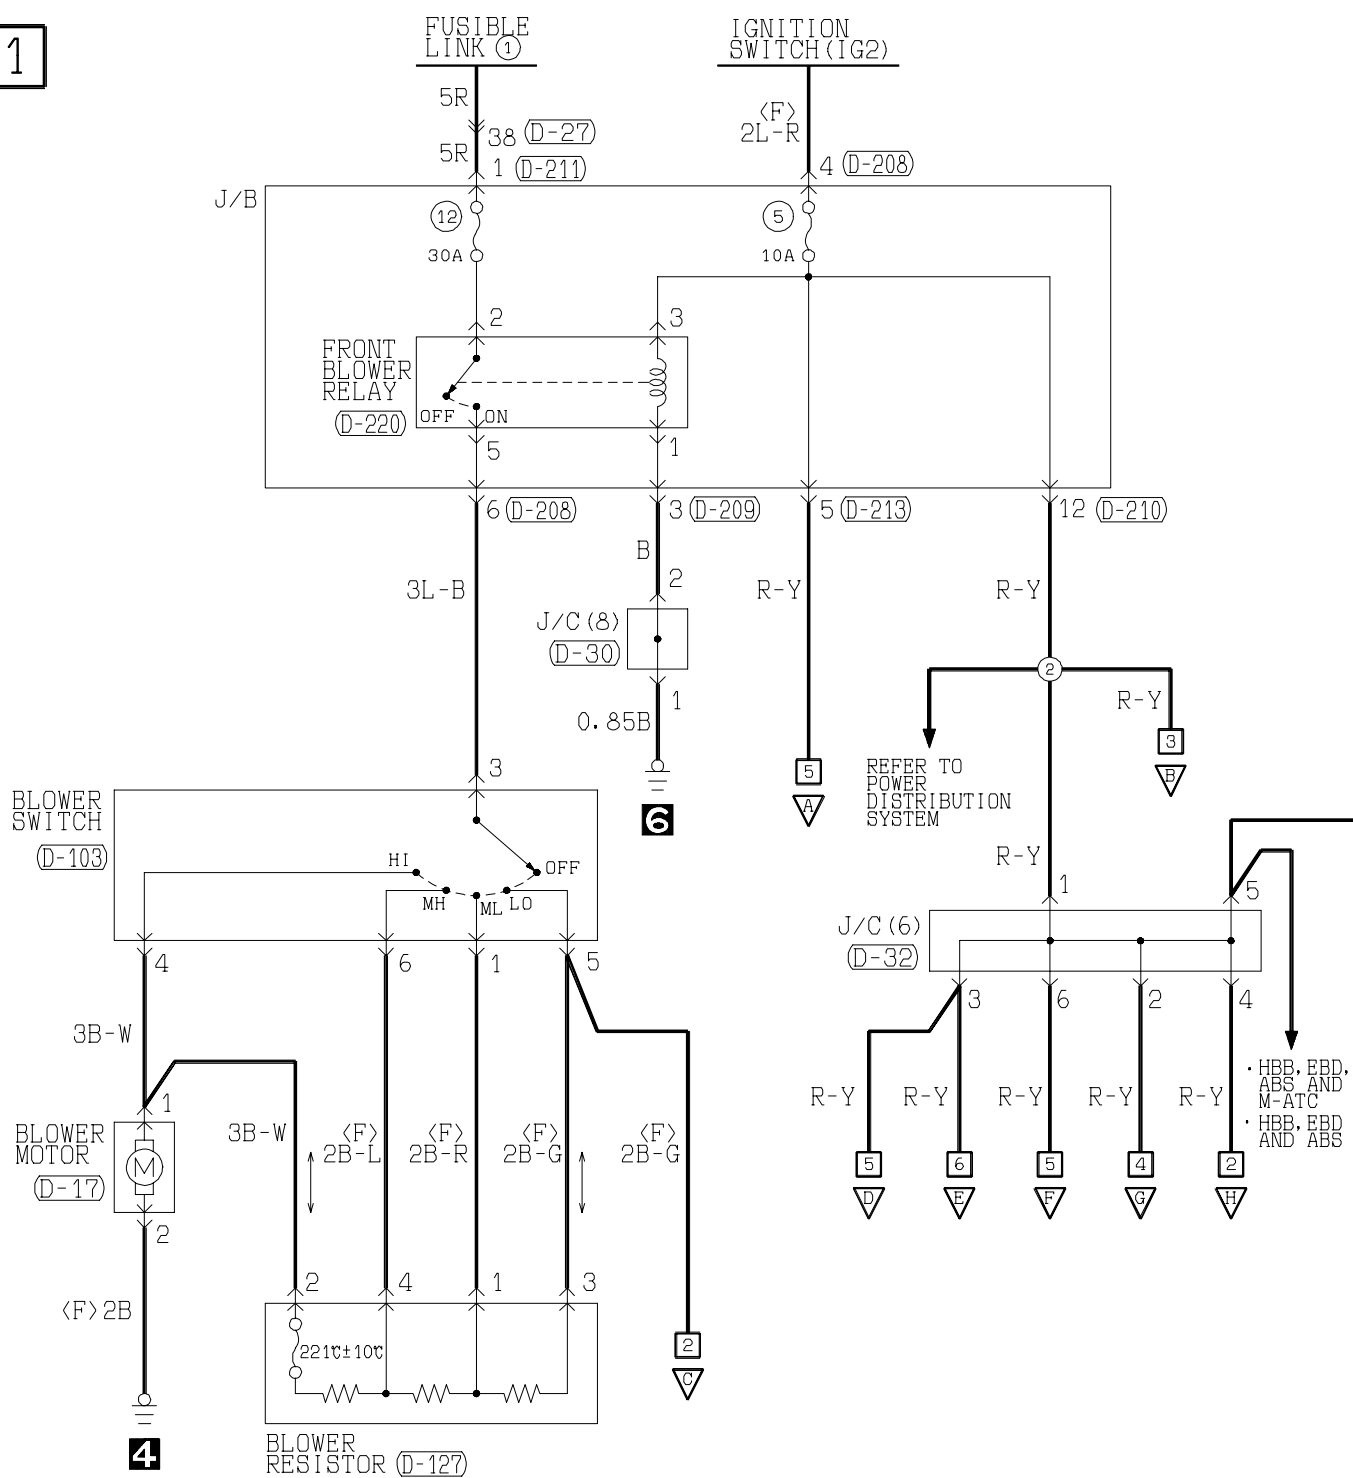 1
FUSIBLE
LINK ①
IGNITION
SWITCH(IG2)
5R
<F>
2L-R
38 (D-27)
5R
1 (D-211)
4 (D-208)
J/B
12
5
30A
10A
2
3
FRONT
BLOWER
RELAY
(D-220)
OFF
ON
5
1
6 (D-208)
3 (D-209)
5 (D-213)
12 (D-210)
B
2
3L-B
R-Y
R-Y
J/C(8)
(D-30)
2
1
R-Y
0.85B
3
5
REFER TO
POWER
DISTRIBUTION
SYSTEM
B
A
6
3
BLOWER
SWITCH
(D-103)
HI
OFF
MH
ML
LO
R-Y
1
5
J/C(6)
(D-32)
4
6
1
5
3
6
2
4
3B-W
HBB,EBD,
ABS AND
M-ATC
HBB,EBD
AND ABS
1
BLOWER
MOTOR
(D-17)
M
3B-W
<F>
2B-L
<F>
2B-R
<F>
2B-G
<F>
2B-G
R-Y
R-Y
R-Y
R-Y
R-Y
5
6
5
4
2
D
E
F
G
H
2
<F>2B
2
4
1
3
221℃±10℃
2
C
4
BLOWER
RESISTOR (D-127)